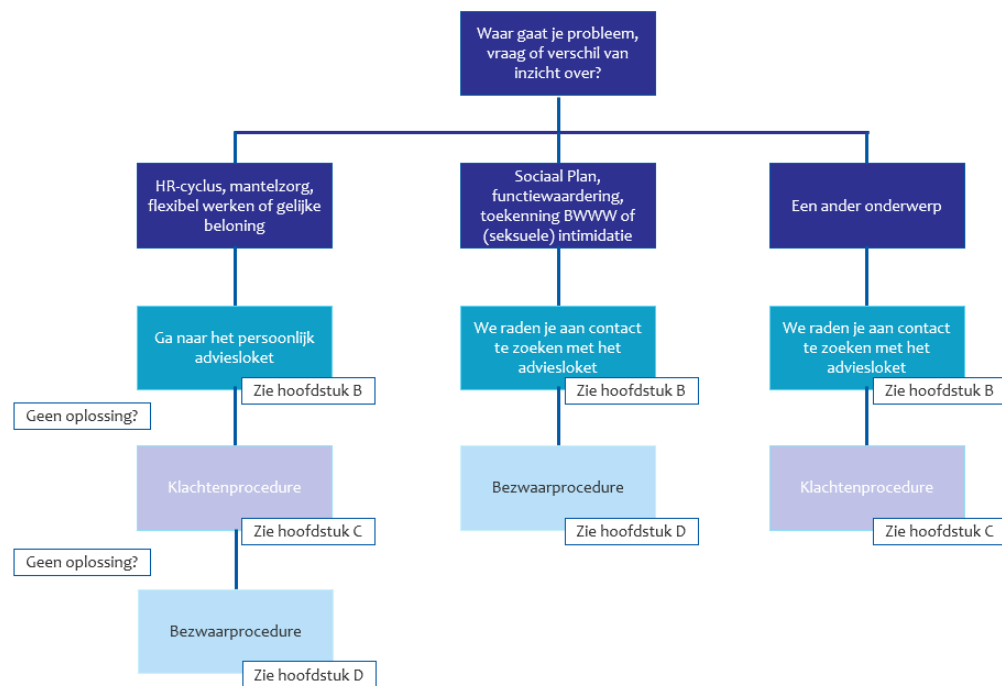 Waar gaat je probleem,
vraag of verschil van
inzicht over?
HR-cyclus, mantelzorg,
flexibel werken of gelijke
beloning
Sociaal Plan,
functiewaardering,
toekenning BWWW of
(seksuele) intimidatie
Een ander onderwerp
Ga naar het persoonlijk
adviesloket
Zie hoofdstuk B
We raden je aan contact
te zoeken met het
adviesloket
Zie hoofdstuk B
We raden je aan contact
te zoeken met het
adviesloket
Zie hoofdstuk B
Geen oplossing?
Klachtenprocedure
Zie hoofdstuk C
Bezwaarprocedure
Zie hoofdstuk D
Klachtenprocedure
Zie hoofdstuk C
Geen oplossing?
Bezwaarprocedure
Zie hoofdstuk D